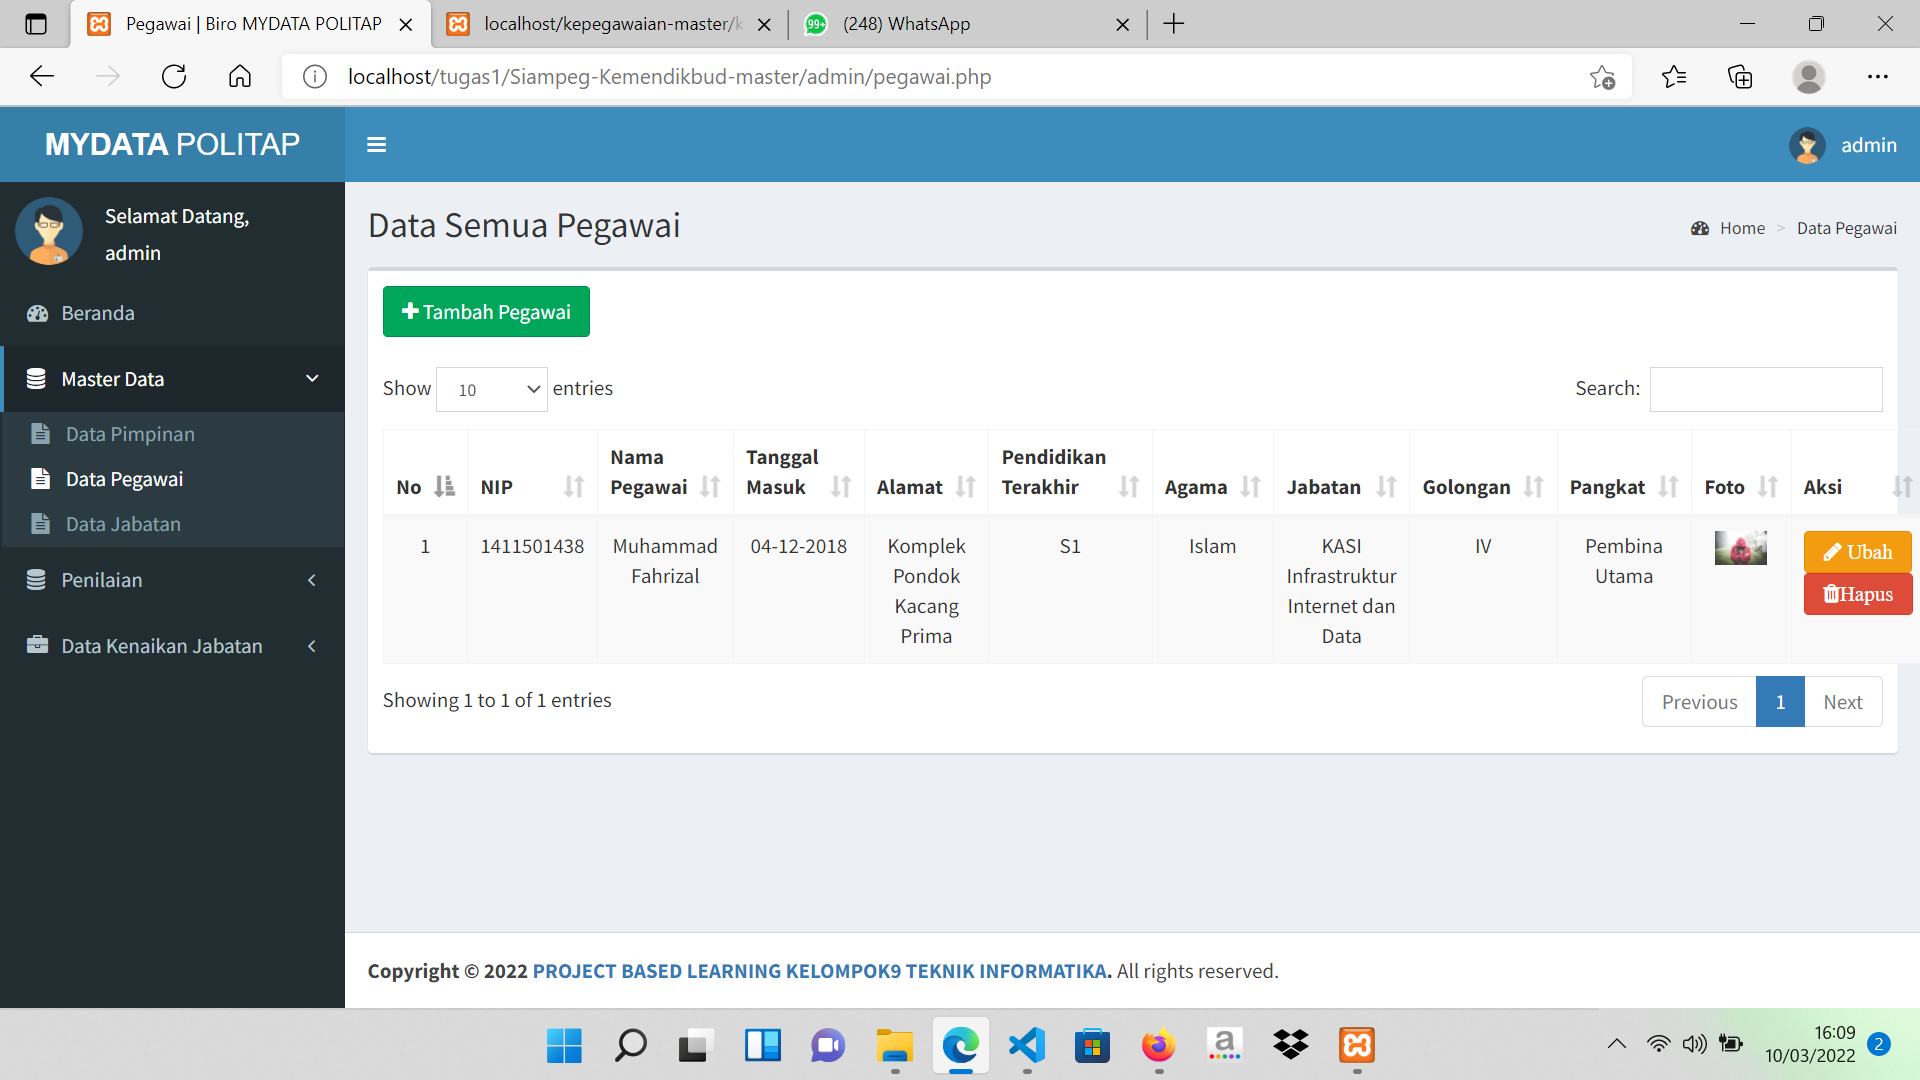 Pegawai | Biro MYDATA POLITAP
localhost/kepegawaian-master/k
99+
(248) WhatsApp
localhost/tugas1/Siampeg-Kemendikbud-master/admin/pegawai.php
MYDATA POLITAP
admin
Selamat Datang,
admin
Beranda
Master Data
Data Pimpinan
Data Pegawai
Data Jabatan
Penilaian
Data Kenaikan Jabatan
Data Semua Pegawai
Home > Data Pegawai
Tambah Pegawai
Show 10 entries
Search:
No
NIP
Nama
Pegawai
Tanggal
Masuk
Alamat
Pendidikan
Terakhir
Agama
Jabatan
Golongan
Pangkat
Foto
Aksi
1
1411501438
Muhammad
Fahrizal
04-12-2018
Komplek
Pondok
Kacang
Prima
S1
Islam
KASI
Infrastruktur
Internet dan
Data
IV
Pembina
Utama
Ubah
Hapus
Showing 1 to 1 of 1 entries
Previous 1 Next
Copyright © 2022 PROJECT BASED LEARNING KELOMPOK9 TEKNIK INFORMATIKA. All rights reserved.
a
16:09
10/03/2022
2